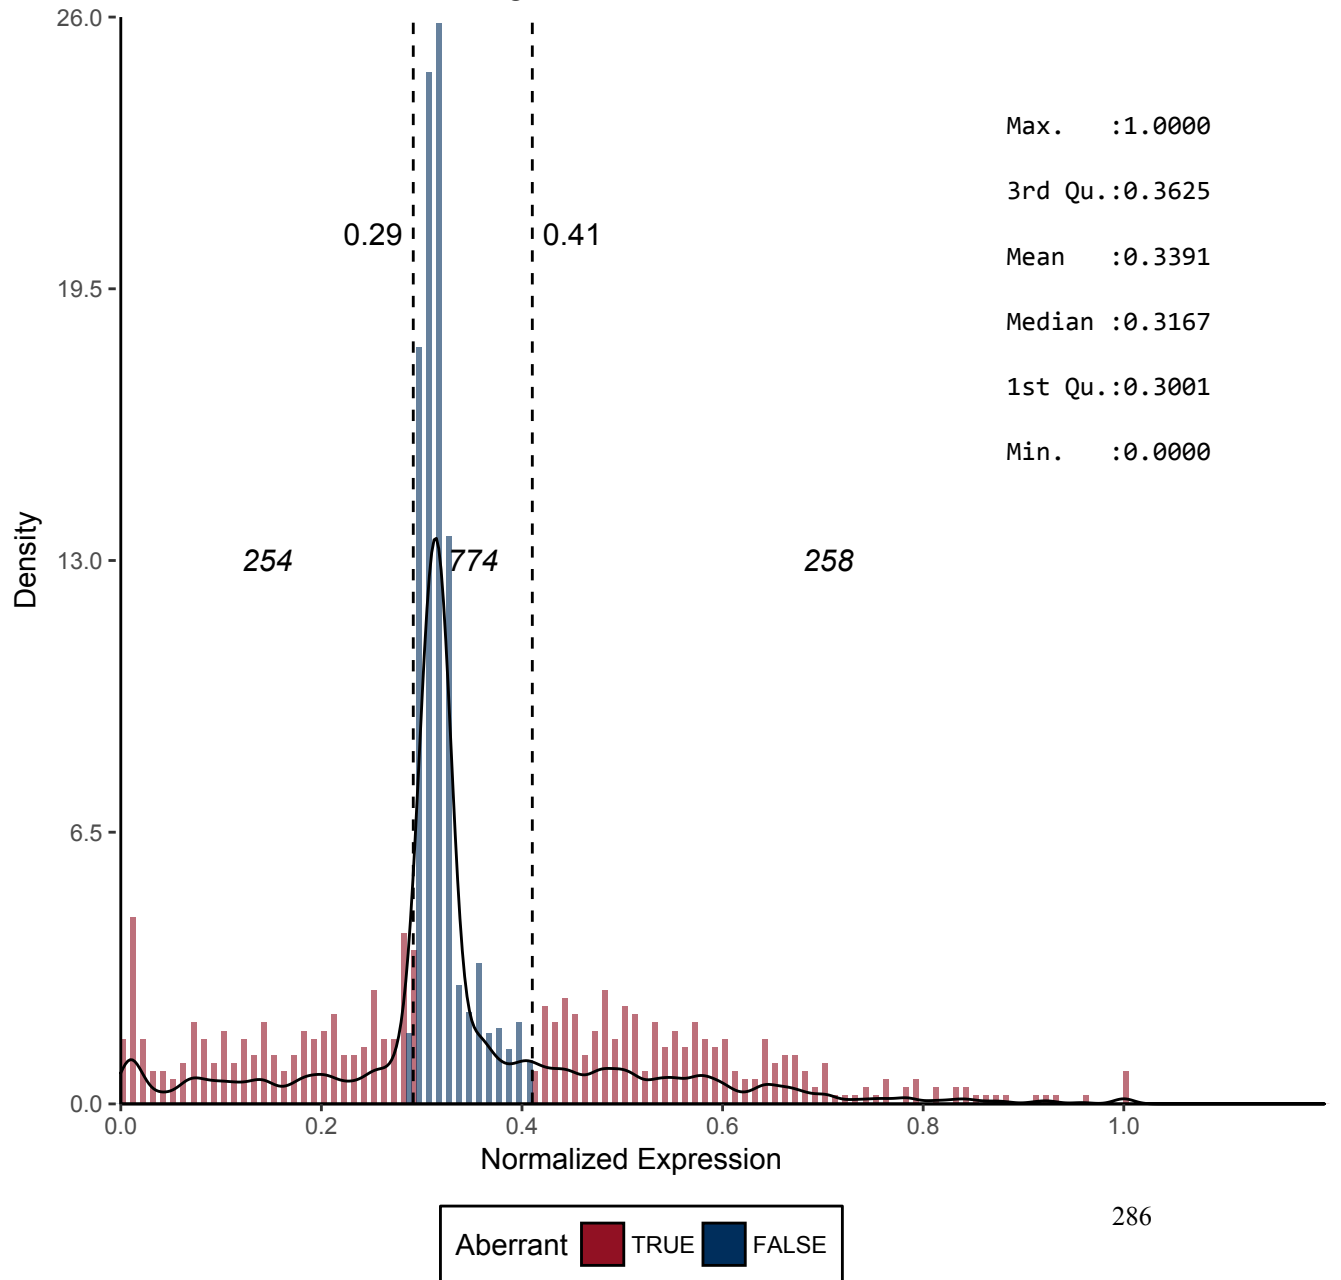 26.0
Max. :1.0000
3rd Qu.:0.3625
0.29 0.41
Mean :0.3391
19.5
Median :0.3167
1st Qu.:0.3001
Min. :0.0000
Density
13.0
254 774 258
6.5
0.0
0.0 0.2 0.4 0.6 0.8 1.0
Normalized Expression
286
Aberrant TRUE FALSE